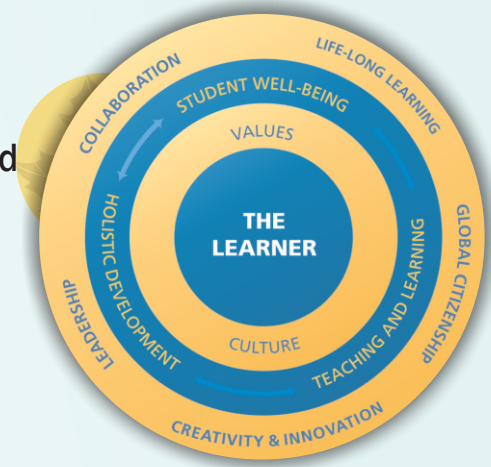 d
COLLABORATION
LIFE-LONG LEARNING
GLOBAL CITIZENSHIP
CREATIVITY & INNOVATION
LEADERSHIP
STUDENT WELL-BEING
TEACHING AND LEARNING
HOLISTIC DEVELOPMENT
VALUES
THE
LEARNER
CULTURE